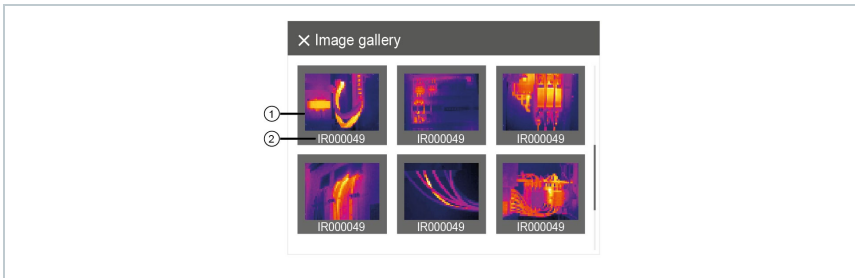 Image gallery
①
② IR000049 IR000049 IR000049
IR000049 IR000049 IR000049